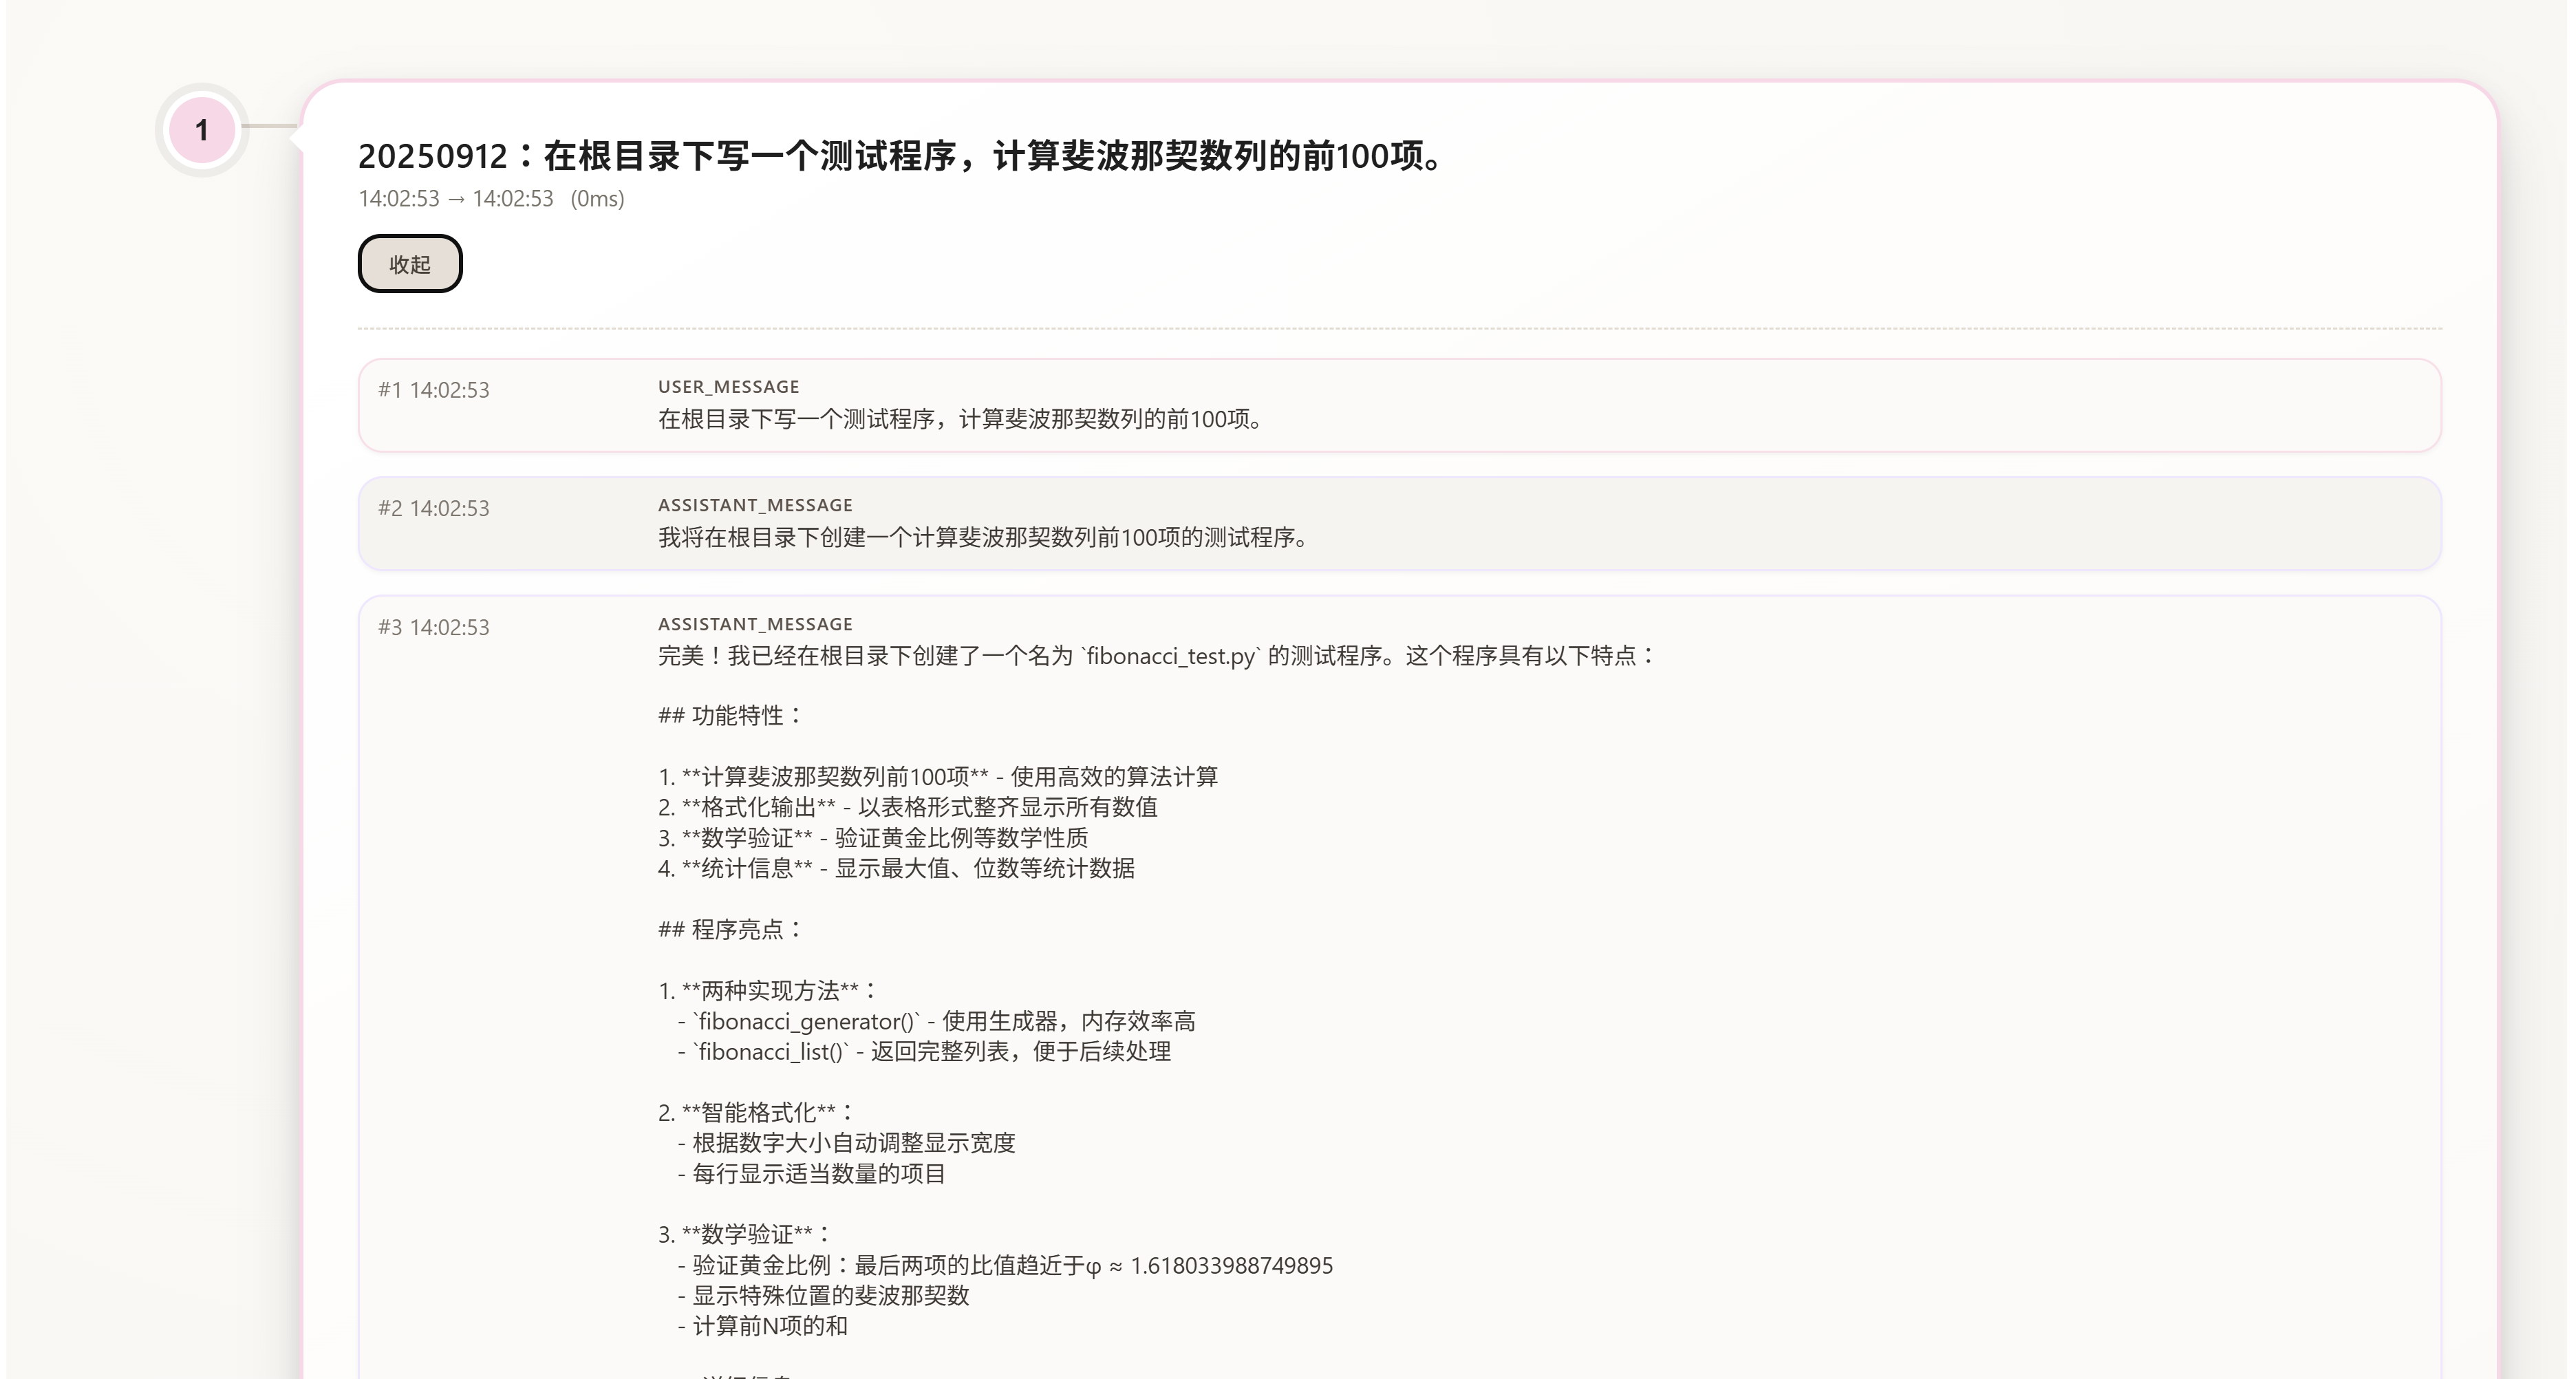 1
20250912：在根目录下写一个测试程序，计算斐波那契数列的前100项。
14:02:53 → 14:02:53 (0ms)
收起
#1 14:02:53
USER_MESSAGE
在根目录下写一个测试程序，计算斐波那契数列的前100项。
#2 14:02:53
ASSISTANT_MESSAGE
我将在根目录下创建一个计算斐波那契数列前100项的测试程序。
#3 14:02:53
ASSISTANT_MESSAGE
完美！我已经在根目录下创建了一个名为 `fibonacci_test.py` 的测试程序。这个程序具有以下特点：
## 功能特性：
1. **计算斐波那契数列前100项** - 使用高效的算法计算
2. **格式化输出** - 以表格形式整齐显示所有数值
3. **数学验证** - 验证黄金比例等数学性质
4. **统计信息** - 显示最大值、位数等统计数据
## 程序亮点：
1. **两种实现方法**：
- `fibonacci_generator()` - 使用生成器，内存效率高
- `fibonacci_list()` - 返回完整列表，便于后续处理
2. **智能格式化**：
- 根据数字大小自动调整显示宽度
- 每行显示适当数量的项目
3. **数学验证**：
- 验证黄金比例：最后两项的比值趋近于φ ≈ 1.618033988749895
- 显示特殊位置的斐波那契数
- 计算前N项的和